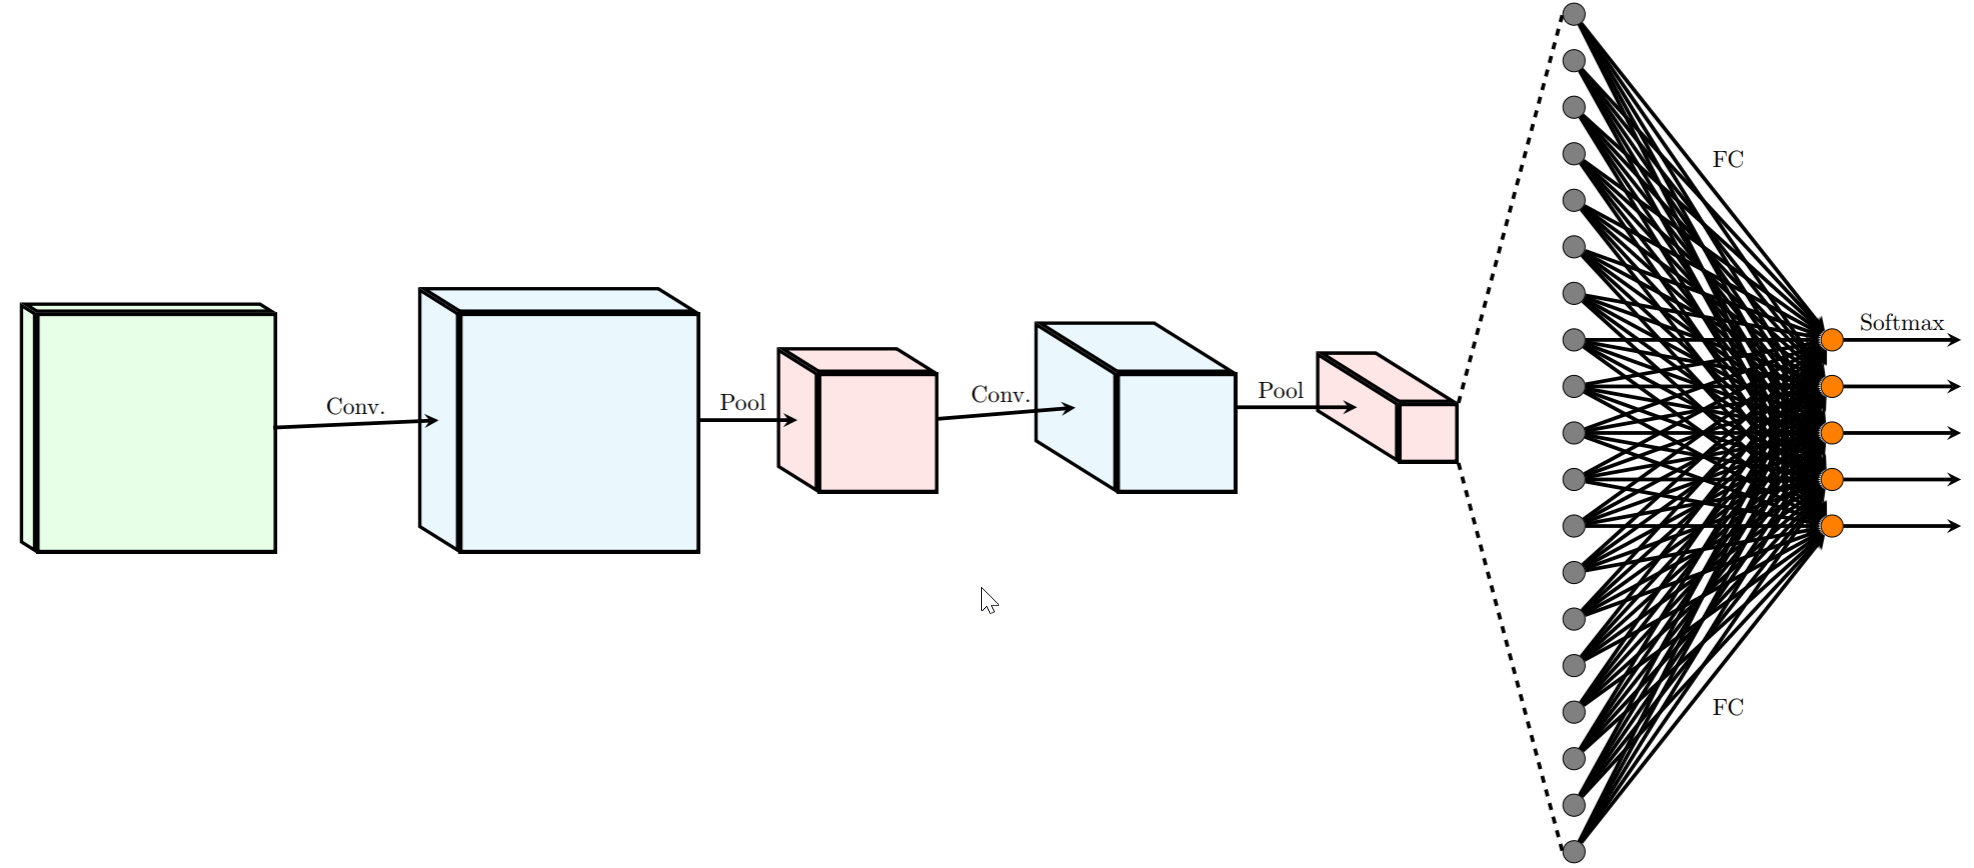 Conv.
Pool
Conv.
Pool
FC
FC
Softmax